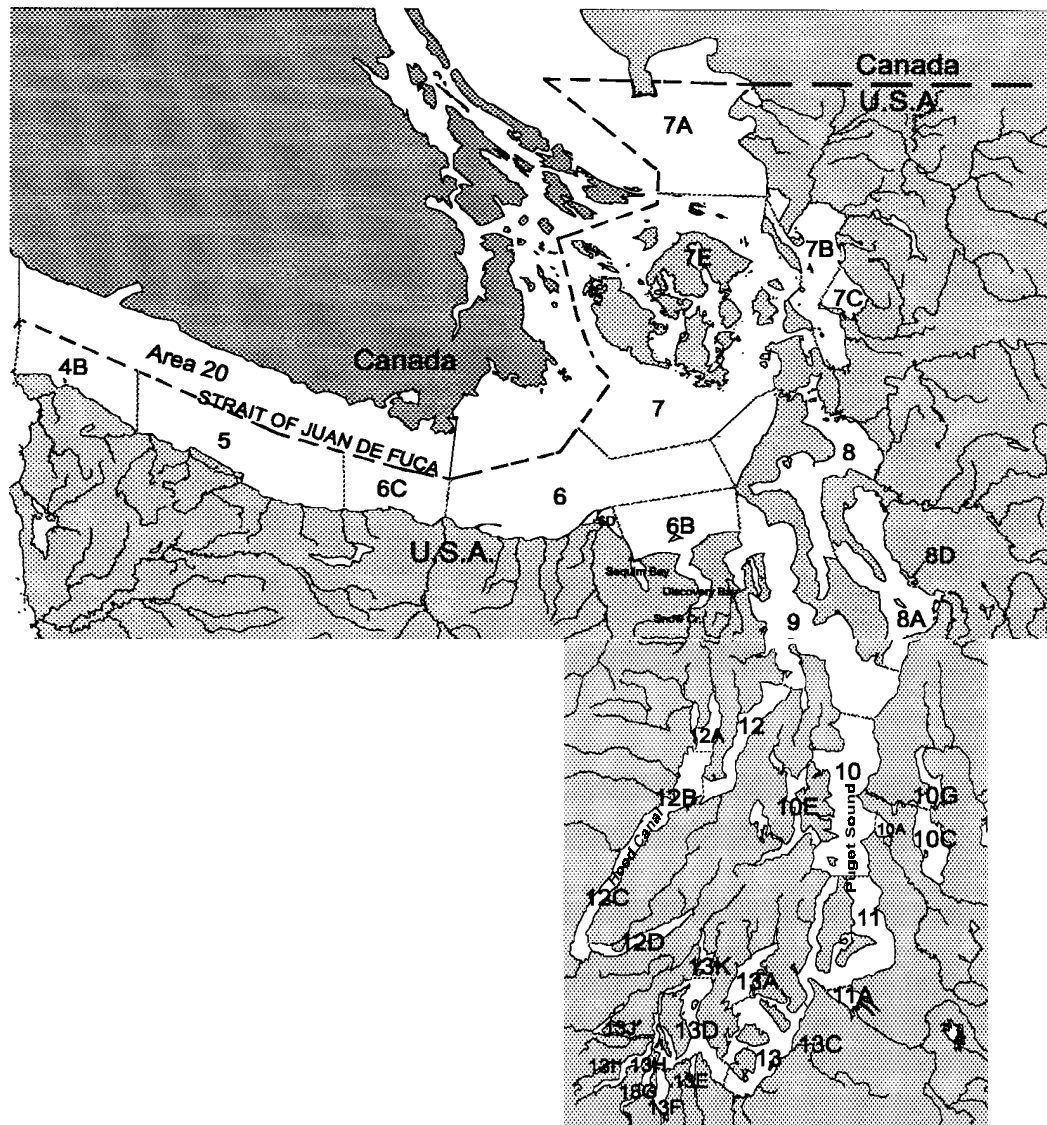 Canada
U.S.A.
7A
7E
7B
7C
Area 20
Canada
4B
STRAIT OF JUAN DE FUCA
5
7
6C
6
8
6B
U.S.A.
Sequim Bay
Discovery Bay
8D
9
8A
12A
12
10
12B
10E
10G
Puget Sound
10A
10C
Hood Canal
12C
11
12D
13K
13A
11A
13D
13C
13
13H
13E
13F